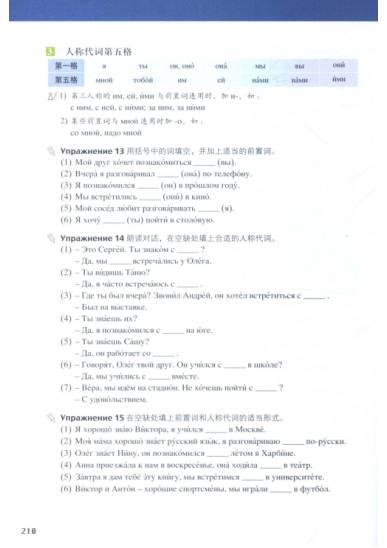 3 人称代词第五格
第一格 я ты он, оно́ она́ мы вы они́
第五格 мной тобо́й им ей на́ми ва́ми и́ми
1) 第三人称的 им, ей, и́ми 与前置词连用时，加 н-，如：
с ним, с ней, с ни́ми; за ним, за ни́ми
2) 某些前置词与 мной 连用时加 -о，如：
со мной, надо мной
Упражнение 13 用括号中的词填空，并加上适当的前置词。
(1) Мой друг хо́чет познако́миться _____ (вы).
(2) Вчера́ я разгова́ривал _____ (она́) по телефо́ну.
(3) Я познако́мился _____ (он) в про́шлом году́.
(4) Мы встре́тились _____ (они́) в кино́.
(5) Мой сосе́д лю́бит разгова́ривать _____ (я).
(6) Я хочу́ _____ (ты) пойти́ в столо́вую.
Упражнение 14 朗读对话，在空缺处填上合适的人称代词。
(1) – Э́то Серге́й. Ты знако́м с _____ ?
– Да, мы _____ встреча́лись у Оле́га.
(2) – Ты ви́дишь Та́ню?
– Да, я ча́сто встреча́юсь с _____ .
(3) – Где ты был вчера́? Звони́л Андре́й, он хоте́л встре́титься с _____ .
– Был на вы́ставке.
(4) – Ты зна́ешь их?
– Да, я познако́мился с _____ на ю́ге.
(5) – Ты зна́ешь Са́шу?
– Да, он рабо́тает со _____ .
(6) – Говоря́т, Оле́г твой друг. Он учи́лся с _____ в шко́ле?
– Да, мы учи́лись с _____ вме́сте.
(7) – Ве́ра, мы идём на стадио́н. Не хо́чешь пойти́ с _____ ?
– С удово́льствием.
Упражнение 15 在空缺处填上前置词和人称代词的适当形式。
(1) Я хорошо́ зна́ю Ви́ктора, я учи́лся _____ в Москве́.
(2) Моя́ ма́ма хорошо́ зна́ет ру́сский язы́к, я разгова́риваю _____ по-ру́сски.
(3) Оле́г зна́ет Ни́ну, он познако́мился _____ ле́том в Харби́не.
(4) А́нна приезжа́ла к нам в воскресе́нье, она́ ходи́ла _____ в теа́тр.
(5) За́втра я дам тебе́ э́ту кни́гу, мы встре́тимся _____ в университе́те.
(6) Ви́ктор и Анто́н – хоро́шие спортсме́ны, мы игра́ли _____ в футбо́л.
210